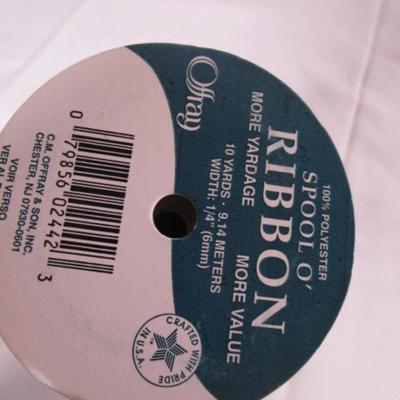 100% POLYESTER
SPOOL O'
RIBBON
MORE YARDAGE MORE VALUE
10 YARDS · 9.14 METERS
WIDTH: 1/4" (6mm)
Offray
CRAFTED WITH PRIDE
IN U.S.A.
0 79856 02442 3
C.M. OFFRAY & SON, INC.
CHESTER, NJ 07930-0601
VOIR VERSO